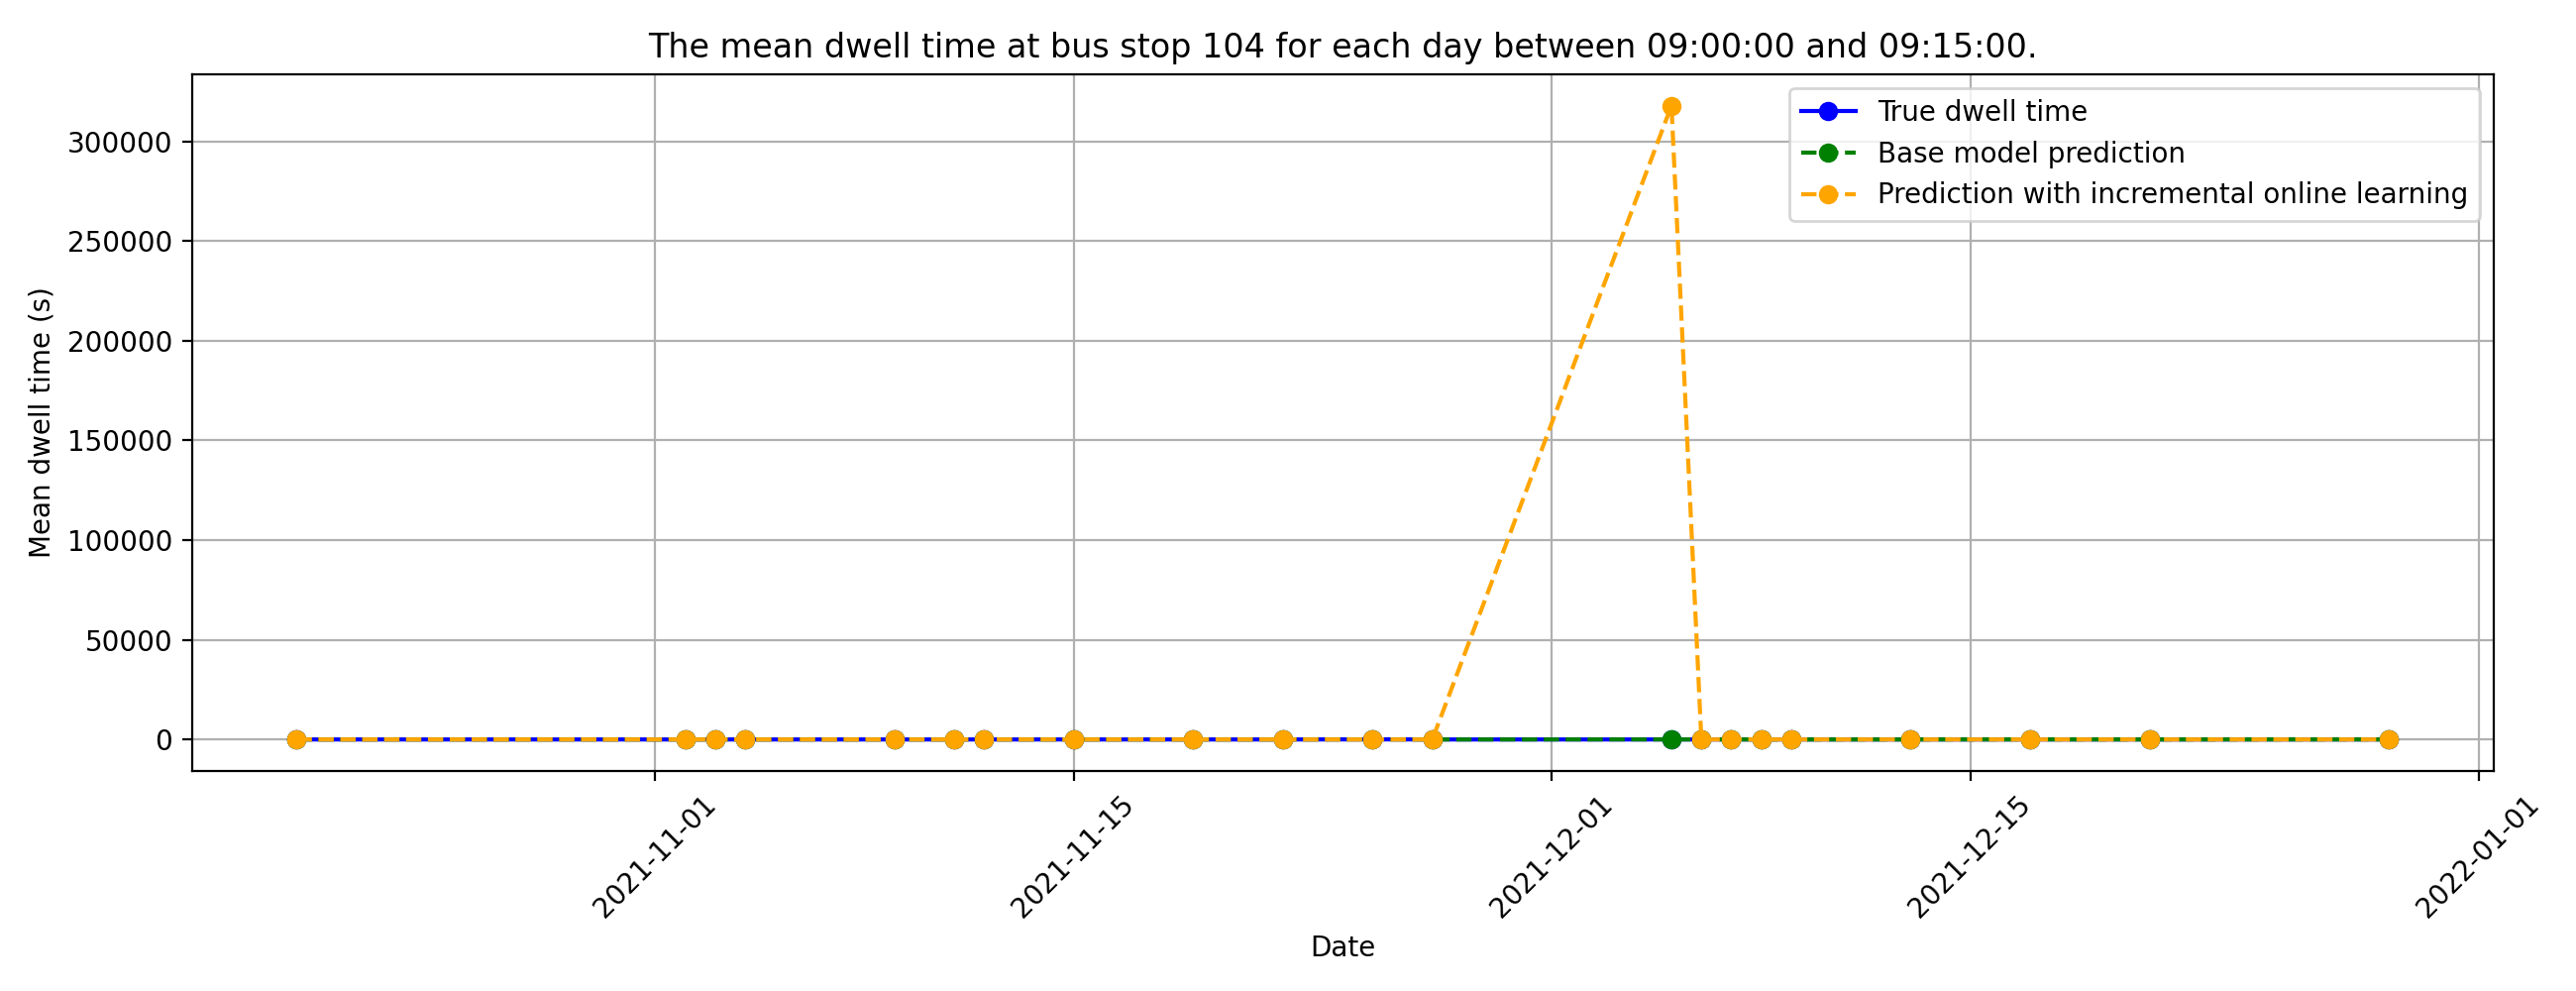 The mean dwell time at bus stop 104 for each day between 09:00:00 and 09:15:00.
True dwell time
Base model prediction
Prediction with incremental online learning
Mean dwell time (s)
300000
250000
200000
150000
100000
50000
0
2021-11-01
2021-11-15
2021-12-01
2021-12-15
2022-01-01
Date